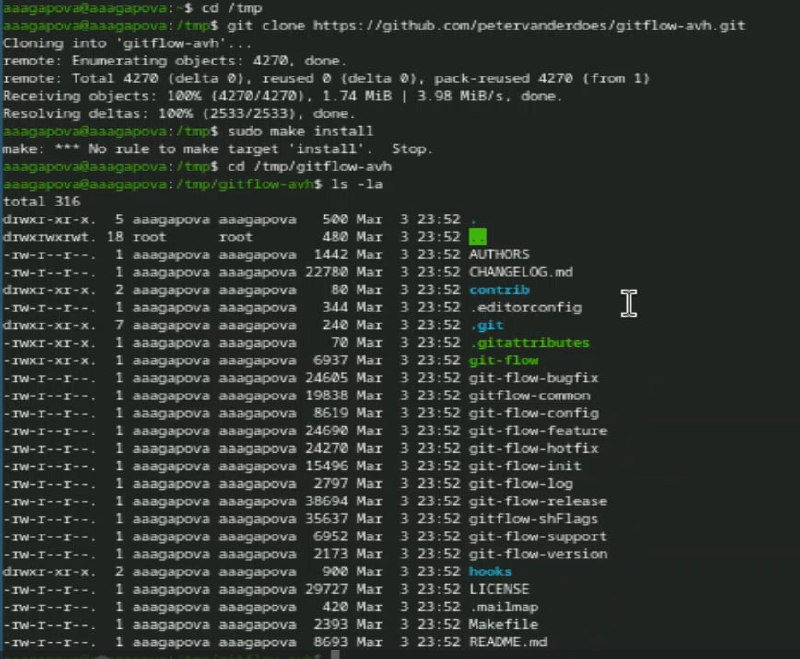 aaagapova@aaagapova:~$ cd /tmp
aaagapova@aaagapova:/tmp$ git clone https://github.com/petervanderdoes/gitflow-avh.git
Cloning into 'gitflow-avh'...
remote: Enumerating objects: 4270, done.
remote: Total 4270 (delta 0), reused 0 (delta 0), pack-reused 4270 (from 1)
Receiving objects: 100% (4270/4270), 1.74 MiB | 3.98 MiB/s, done.
Resolving deltas: 100% (2533/2533), done.
aaagapova@aaagapova:/tmp$ sudo make install
make: *** No rule to make target 'install'.  Stop.
aaagapova@aaagapova:/tmp$ cd /tmp/gitflow-avh
aaagapova@aaagapova:/tmp/gitflow-avh$ ls -la
total 316
drwxr-xr-x.  5 aaagapova aaagapova   500 Mar  3 23:52 .
drwxrwxrwt. 18 root      root        480 Mar  3 23:52 ..
-rw-r--r--.  1 aaagapova aaagapova  1442 Mar  3 23:52 AUTHORS
-rw-r--r--.  1 aaagapova aaagapova 22780 Mar  3 23:52 CHANGELOG.md
drwxr-xr-x.  2 aaagapova aaagapova    80 Mar  3 23:52 contrib
-rw-r--r--.  1 aaagapova aaagapova   344 Mar  3 23:52 .editorconfig
drwxr-xr-x.  7 aaagapova aaagapova   240 Mar  3 23:52 .git
-rwxr-xr-x.  1 aaagapova aaagapova    70 Mar  3 23:52 .gitattributes
-rwxr-xr-x.  1 aaagapova aaagapova  6937 Mar  3 23:52 git-flow
-rw-r--r--.  1 aaagapova aaagapova 24605 Mar  3 23:52 git-flow-bugfix
-rw-r--r--.  1 aaagapova aaagapova 19838 Mar  3 23:52 gitflow-common
-rw-r--r--.  1 aaagapova aaagapova  8619 Mar  3 23:52 git-flow-config
-rw-r--r--.  1 aaagapova aaagapova 24690 Mar  3 23:52 git-flow-feature
-rw-r--r--.  1 aaagapova aaagapova 24270 Mar  3 23:52 git-flow-hotfix
-rw-r--r--.  1 aaagapova aaagapova 15496 Mar  3 23:52 git-flow-init
-rw-r--r--.  1 aaagapova aaagapova  2797 Mar  3 23:52 git-flow-log
-rw-r--r--.  1 aaagapova aaagapova 38694 Mar  3 23:52 git-flow-release
-rw-r--r--.  1 aaagapova aaagapova 35637 Mar  3 23:52 gitflow-shFlags
-rw-r--r--.  1 aaagapova aaagapova  6952 Mar  3 23:52 git-flow-support
-rw-r--r--.  1 aaagapova aaagapova  2173 Mar  3 23:52 git-flow-version
drwxr-xr-x.  2 aaagapova aaagapova   900 Mar  3 23:52 hooks
-rw-r--r--.  1 aaagapova aaagapova 29727 Mar  3 23:52 LICENSE
-rw-r--r--.  1 aaagapova aaagapova   420 Mar  3 23:52 .mailmap
-rw-r--r--.  1 aaagapova aaagapova  2393 Mar  3 23:52 Makefile
-rw-r--r--.  1 aaagapova aaagapova  8693 Mar  3 23:52 README.md